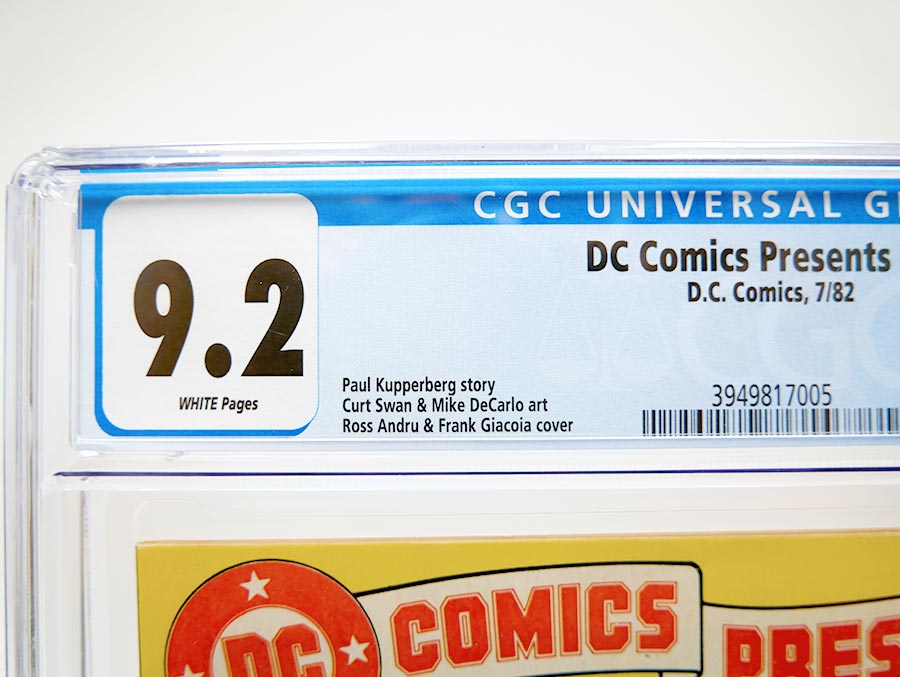 CGC UNIVERSAL G
DC Comics Presents
D.C. Comics, 7/82
9.2
WHITE Pages
Paul Kupperberg story
Curt Swan & Mike DeCarlo art
Ross Andru & Frank Giacoia cover
3949817005
CGC
DC
COMICS
PRES